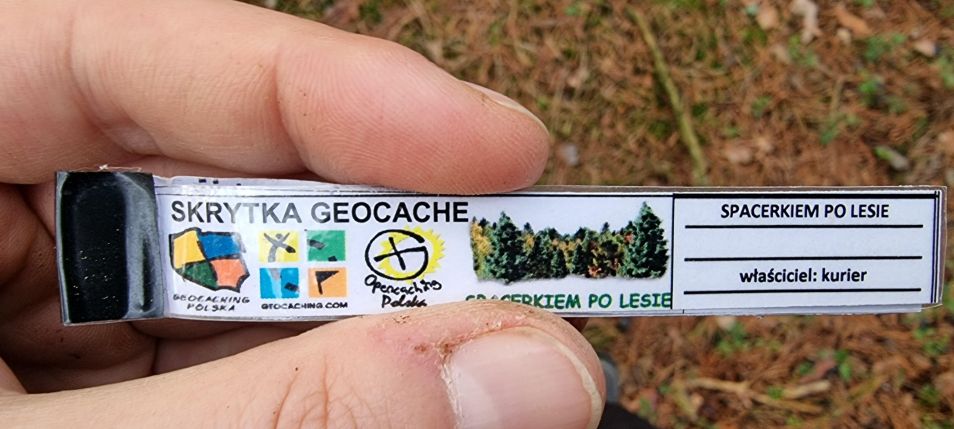 SKRYTKA GEOCACHE
GEOCACHING
POLSKA
GEOCACHING.COM
Opencaching
Polska
SPACERKIEM PO LESIE
SPACERKIEM PO LESIE
właściciel: kurier